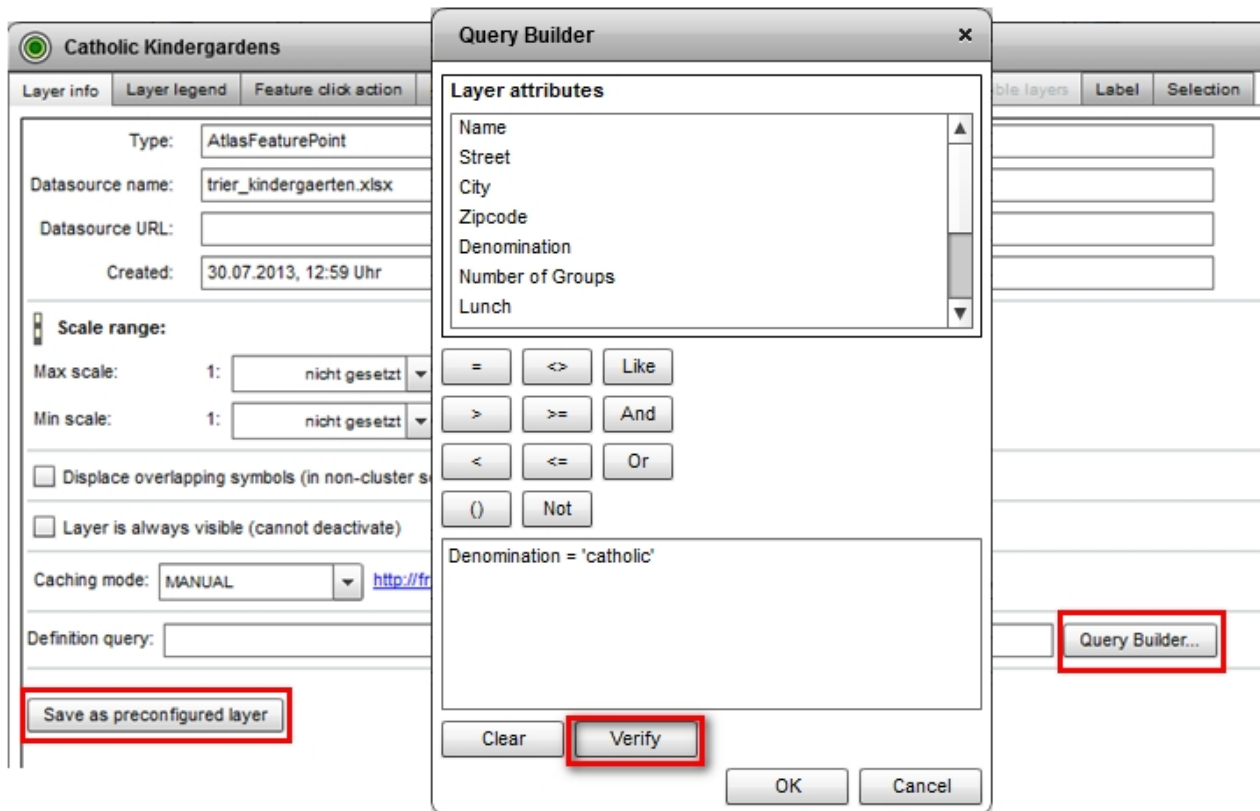 Catholic Kindergardens
Layer info
Layer legend
Feature click action
ble layers
Label
Selection
Type: AtlasFeaturePoint
Datasource name: trier_kindergaerten.xlsx
Datasource URL:
Created: 30.07.2013, 12:59 Uhr
Scale range:
Max scale: 1: nicht gesetzt
Min scale: 1: nicht gesetzt
Displace overlapping symbols (in non-cluster s
Layer is always visible (cannot deactivate)
Caching mode: MANUAL http://fr
Definition query: Query Builder...
Save as preconfigured layer
Query Builder x
Layer attributes
Name
Street
City
Zipcode
Denomination
Number of Groups
Lunch
= <> Like
> >= And
< <= Or
() Not
Denomination = 'catholic'
Clear Verify
OK Cancel